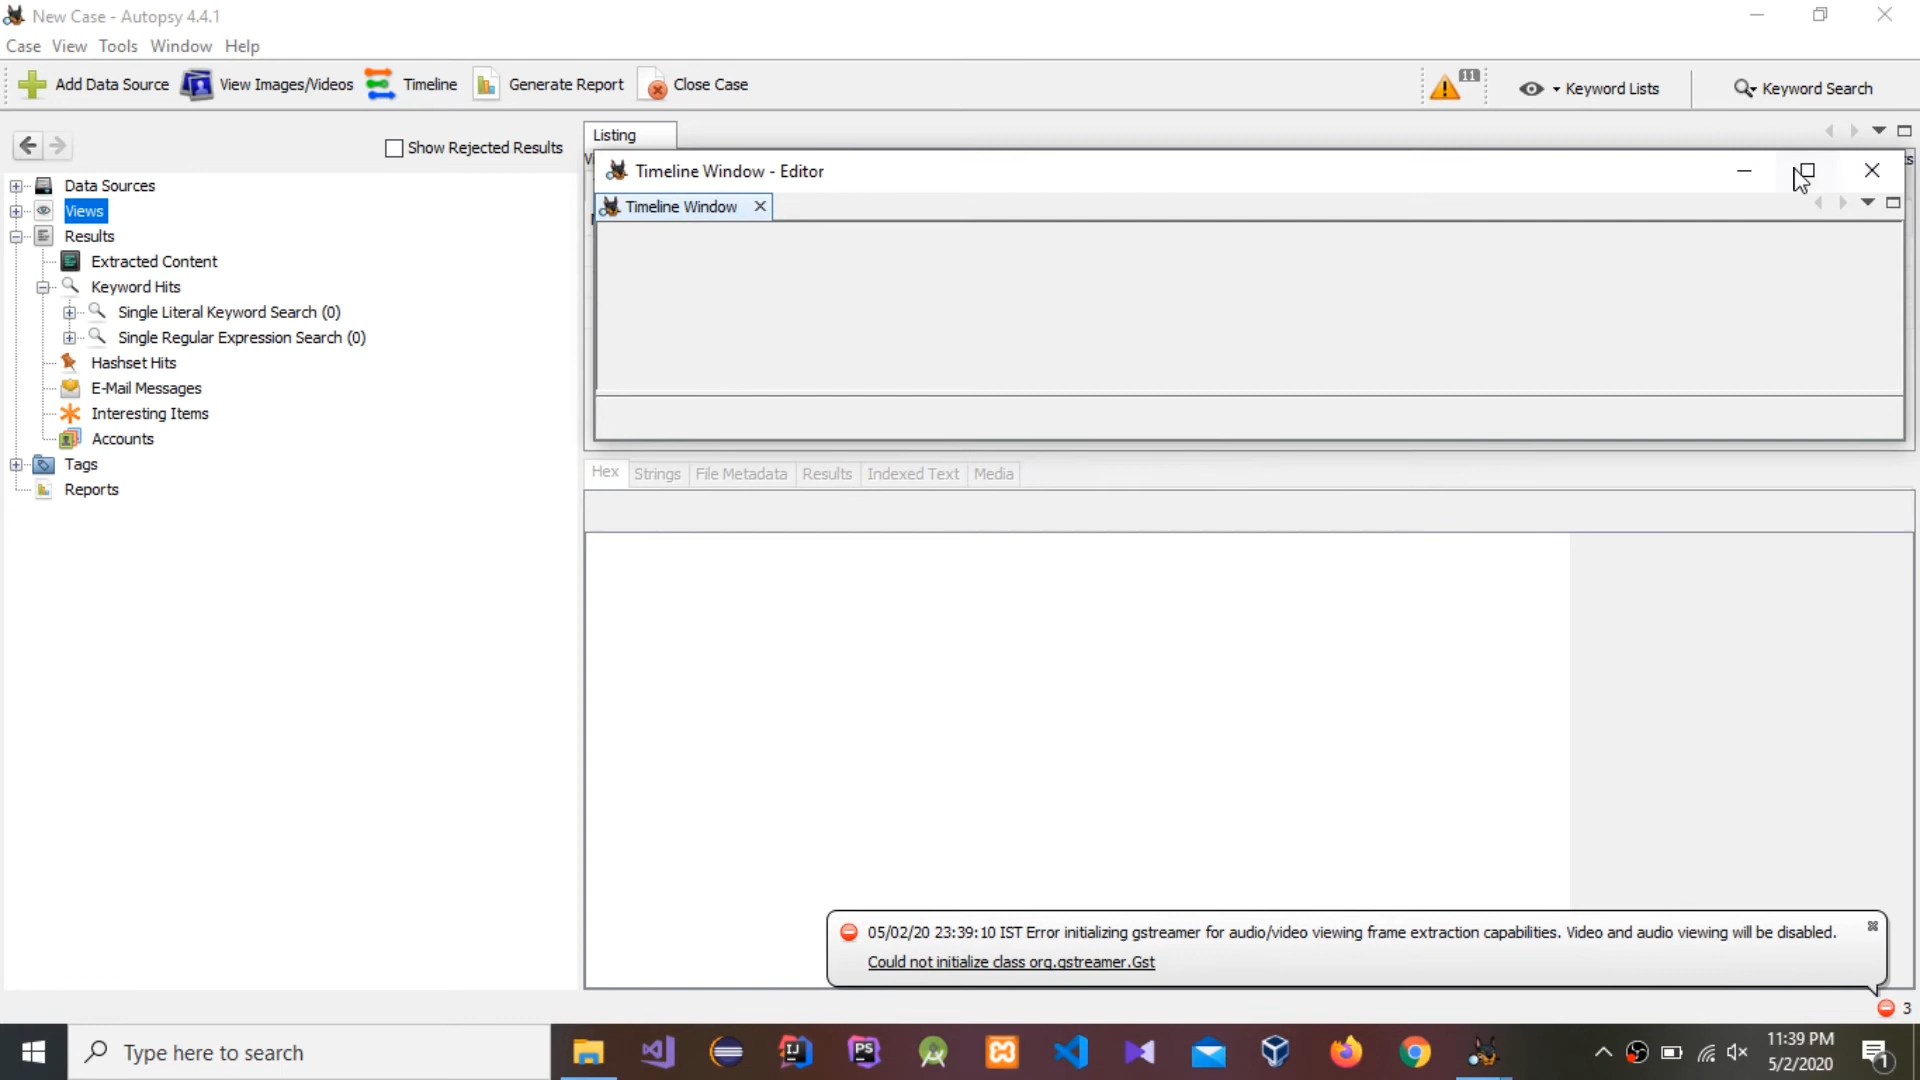 New Case - Autopsy 4.4.1
Case View Tools Window Help
Add Data Source View Images/Videos Timeline Generate Report Close Case 11 Keyword Lists Keyword Search
Show Rejected Results
Data Sources
Views
Results
Extracted Content
Keyword Hits
Single Literal Keyword Search (0)
Single Regular Expression Search (0)
Hashset Hits
E-Mail Messages
Interesting Items
Accounts
Tags
Reports
Listing
Timeline Window - Editor
Timeline Window
Hex Strings File Metadata Results Indexed Text Media
05/02/20 23:39:10 IST Error initializing gstreamer for audio/video viewing frame extraction capabilities. Video and audio viewing will be disabled.
Could not initialize class org.gstreamer.Gst
3
Type here to search
11:39 PM
5/2/2020
1